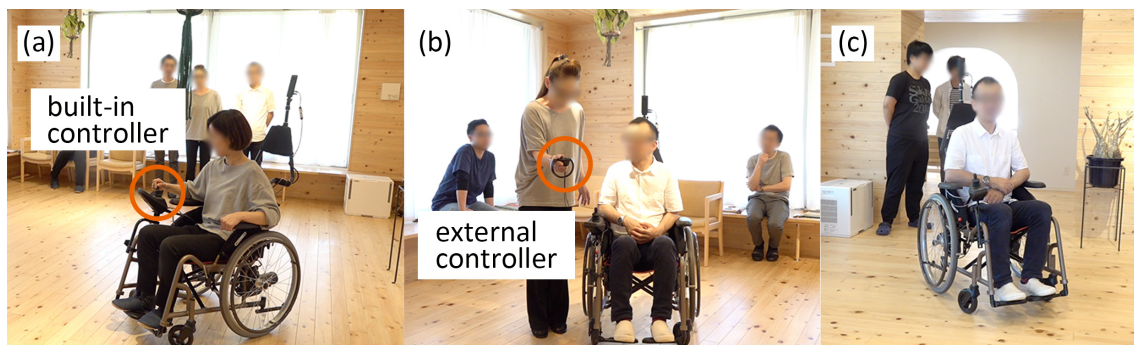 (a)
built-in
controller
(b)
external
controller
(c)